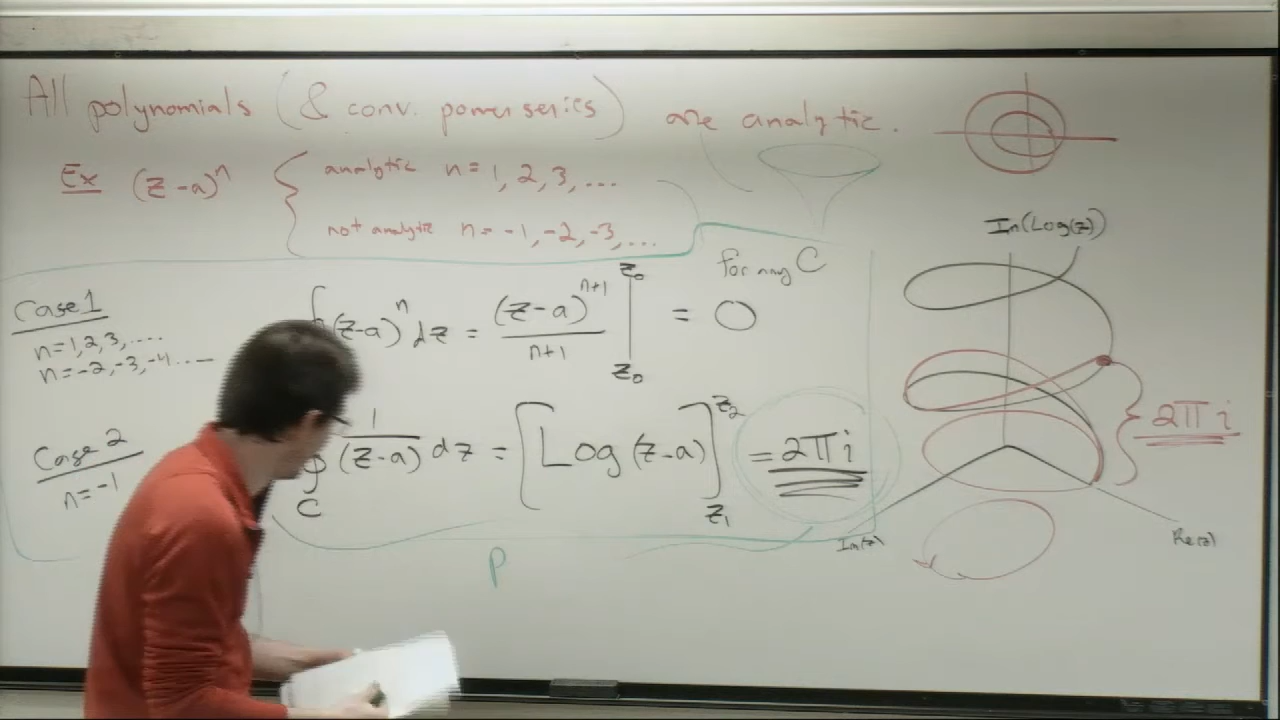 All polynomials (& conv. power series) are analytic.
Ex (z-a)^n { analytic n = 1, 2, 3, ...
not analytic n = -1, -2, -3, ...
Im(Log(z))
for any C
Case 1
n=1,2,3, ....
n=-2,-3,-4 ...
∮(z-a)^n dz = (z-a)^{n+1} / n+1 |_{z₀}^{z₀} = 0
Case 2
n=-1
∮_C 1/(z-a) dz = [Log(z-a)]_{z₁}^{z₂} = 2πi
2πi
Im(z)
Re(z)
P